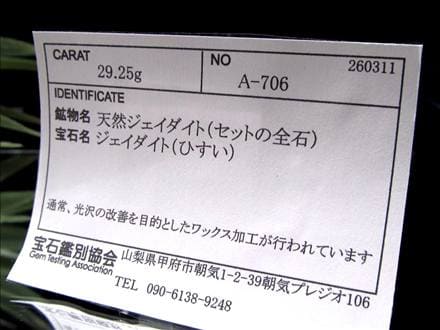 CARAT
29.25g
NO
260311
A-706
IDENTIFICATE
鉱物名 天然ジェイダイト(セットの全石)
宝石名 ジェイダイト(ひすい)
通常、光沢の改善を目的としたワックス加工が行われています
宝石鑑別協会 山梨県甲府市朝気1-2-39朝気プレジオ106
Gem Testing Association
TEL 090-6138-9248